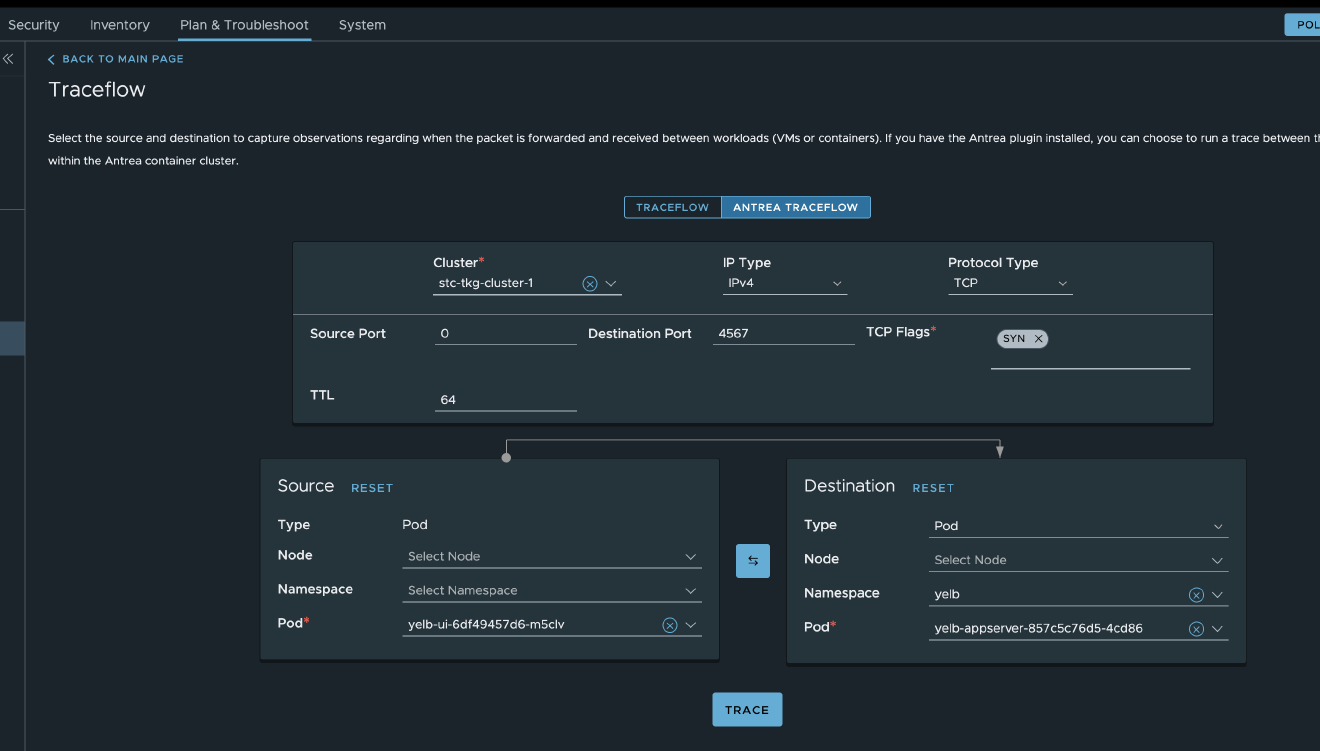 Security Inventory Plan & Troubleshoot System POL
BACK TO MAIN PAGE
Traceflow
Select the source and destination to capture observations regarding when the packet is forwarded and received between workloads (VMs or containers). If you have the Antrea plugin installed, you can choose to run a trace between
within the Antrea container cluster.
TRACEFLOW ANTREA TRACEFLOW
Cluster* IP Type Protocol Type
stc-tkg-cluster-1 IPv4 TCP
Source Port 0 Destination Port 4567 TCP Flags* SYN
TTL 64
Source RESET
Type Pod
Node Select Node
Namespace Select Namespace
Pod* yelb-ui-6df49457d6-m5clv
Destination RESET
Type Pod
Node Select Node
Namespace yelb
Pod* yelb-appserver-857c5c76d5-4cd86
TRACE